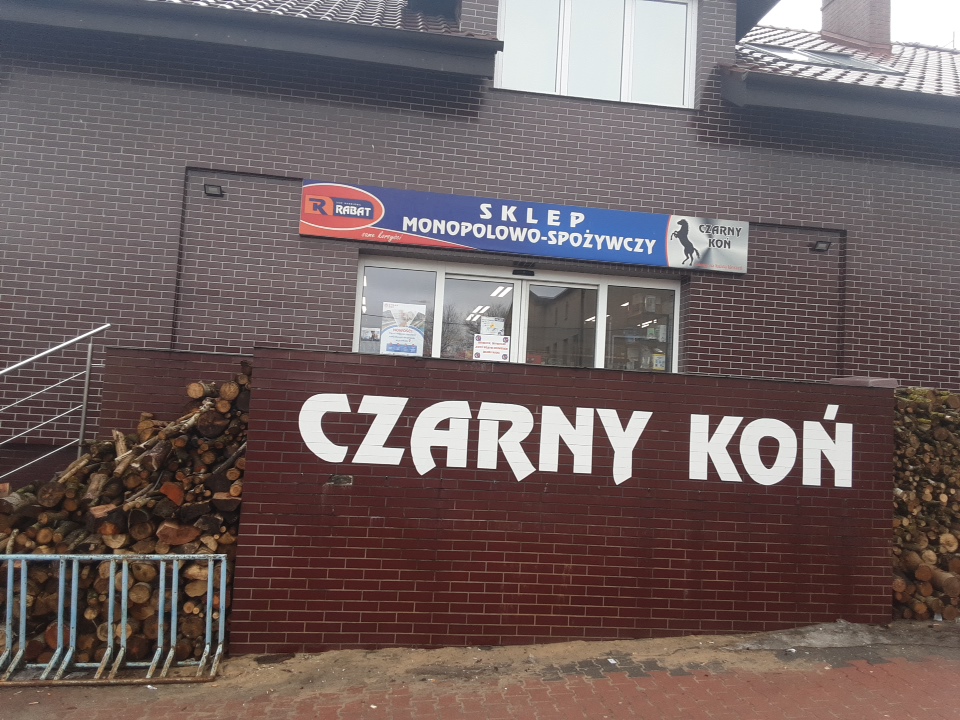 RABAT
SKLEP
MONOPOLOWO-SPOŻYWCZY
CZARNY
KOŃ
CZARNY KOŃ